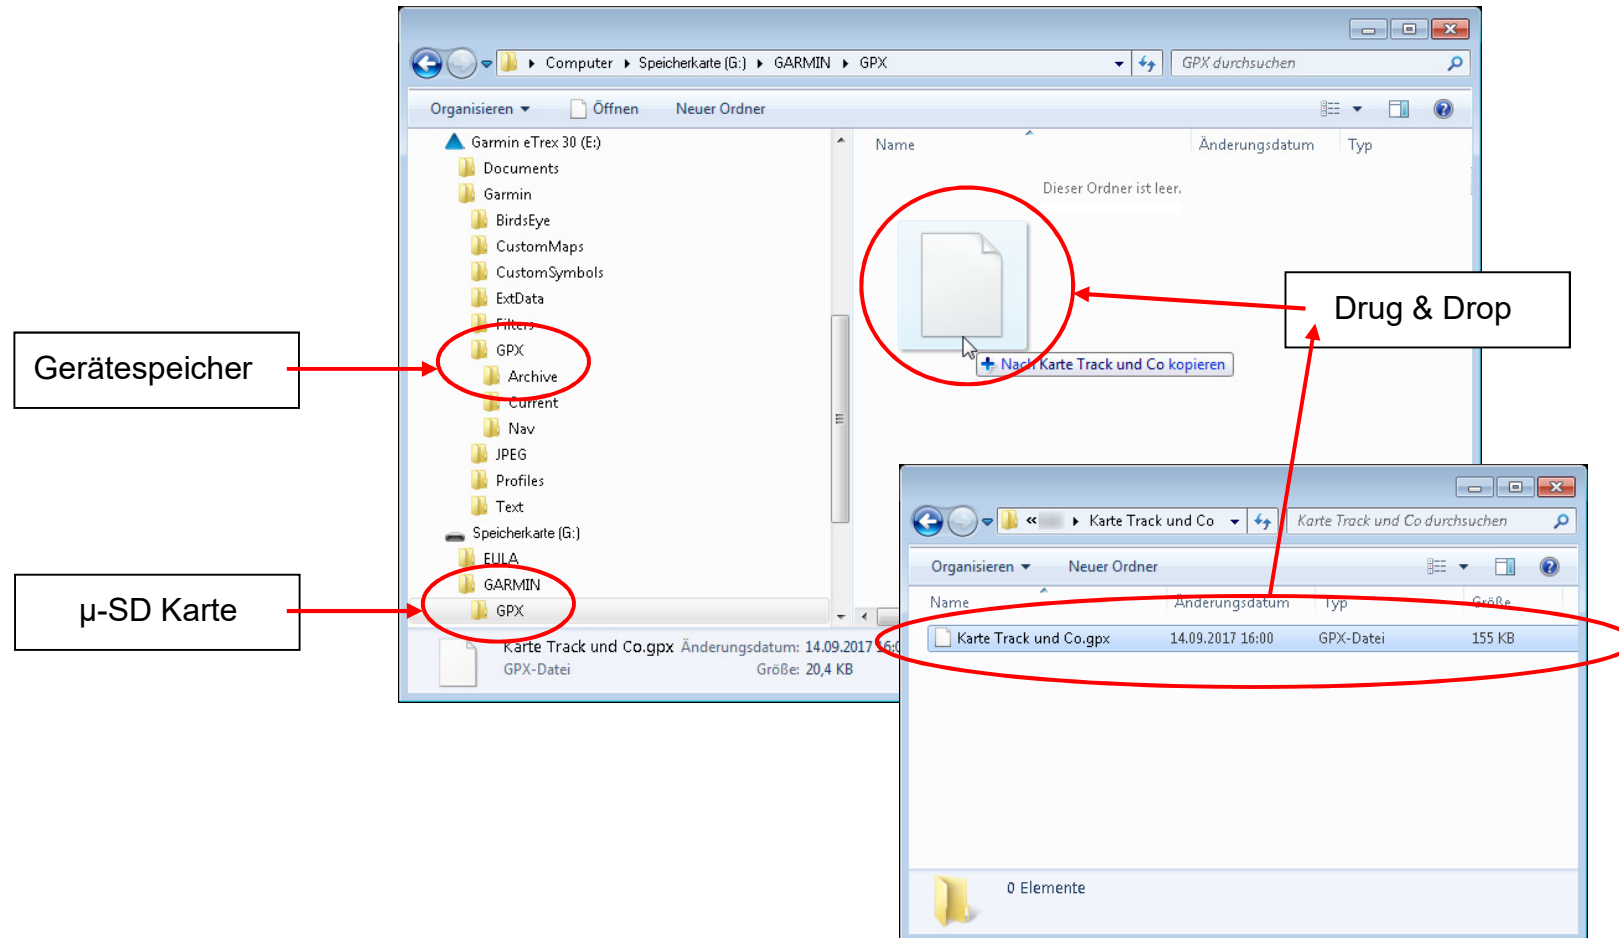 Computer ▸ Speicherkarte (G:) ▸ GARMIN ▸ GPX
GPX durchsuchen
Organisieren
Öffnen
Neuer Ordner
Garmin eTrex 30 (E:)
Documents
Garmin
BirdsEye
CustomMaps
CustomSymbols
ExtData
Filters
GPX
Archive
Current
Nav
JPEG
Profiles
Text
Speicherkarte (G:)
EULA
GARMIN
GPX
Name Änderungsdatum Typ
Dieser Ordner ist leer.
Nach Karte Track und Co kopieren
Karte Track und Co.gpx Änderungsdatum: 14.09.2017 16:0
GPX-Datei Größe: 20,4 KB
Gerätespeicher
µ-SD Karte
Drug & Drop
« ▸ Karte Track und Co
Karte Track und Co durchsuchen
Organisieren
Neuer Ordner
Name Änderungsdatum Typ Größe
Karte Track und Co.gpx 14.09.2017 16:00 GPX-Datei 155 KB
0 Elemente